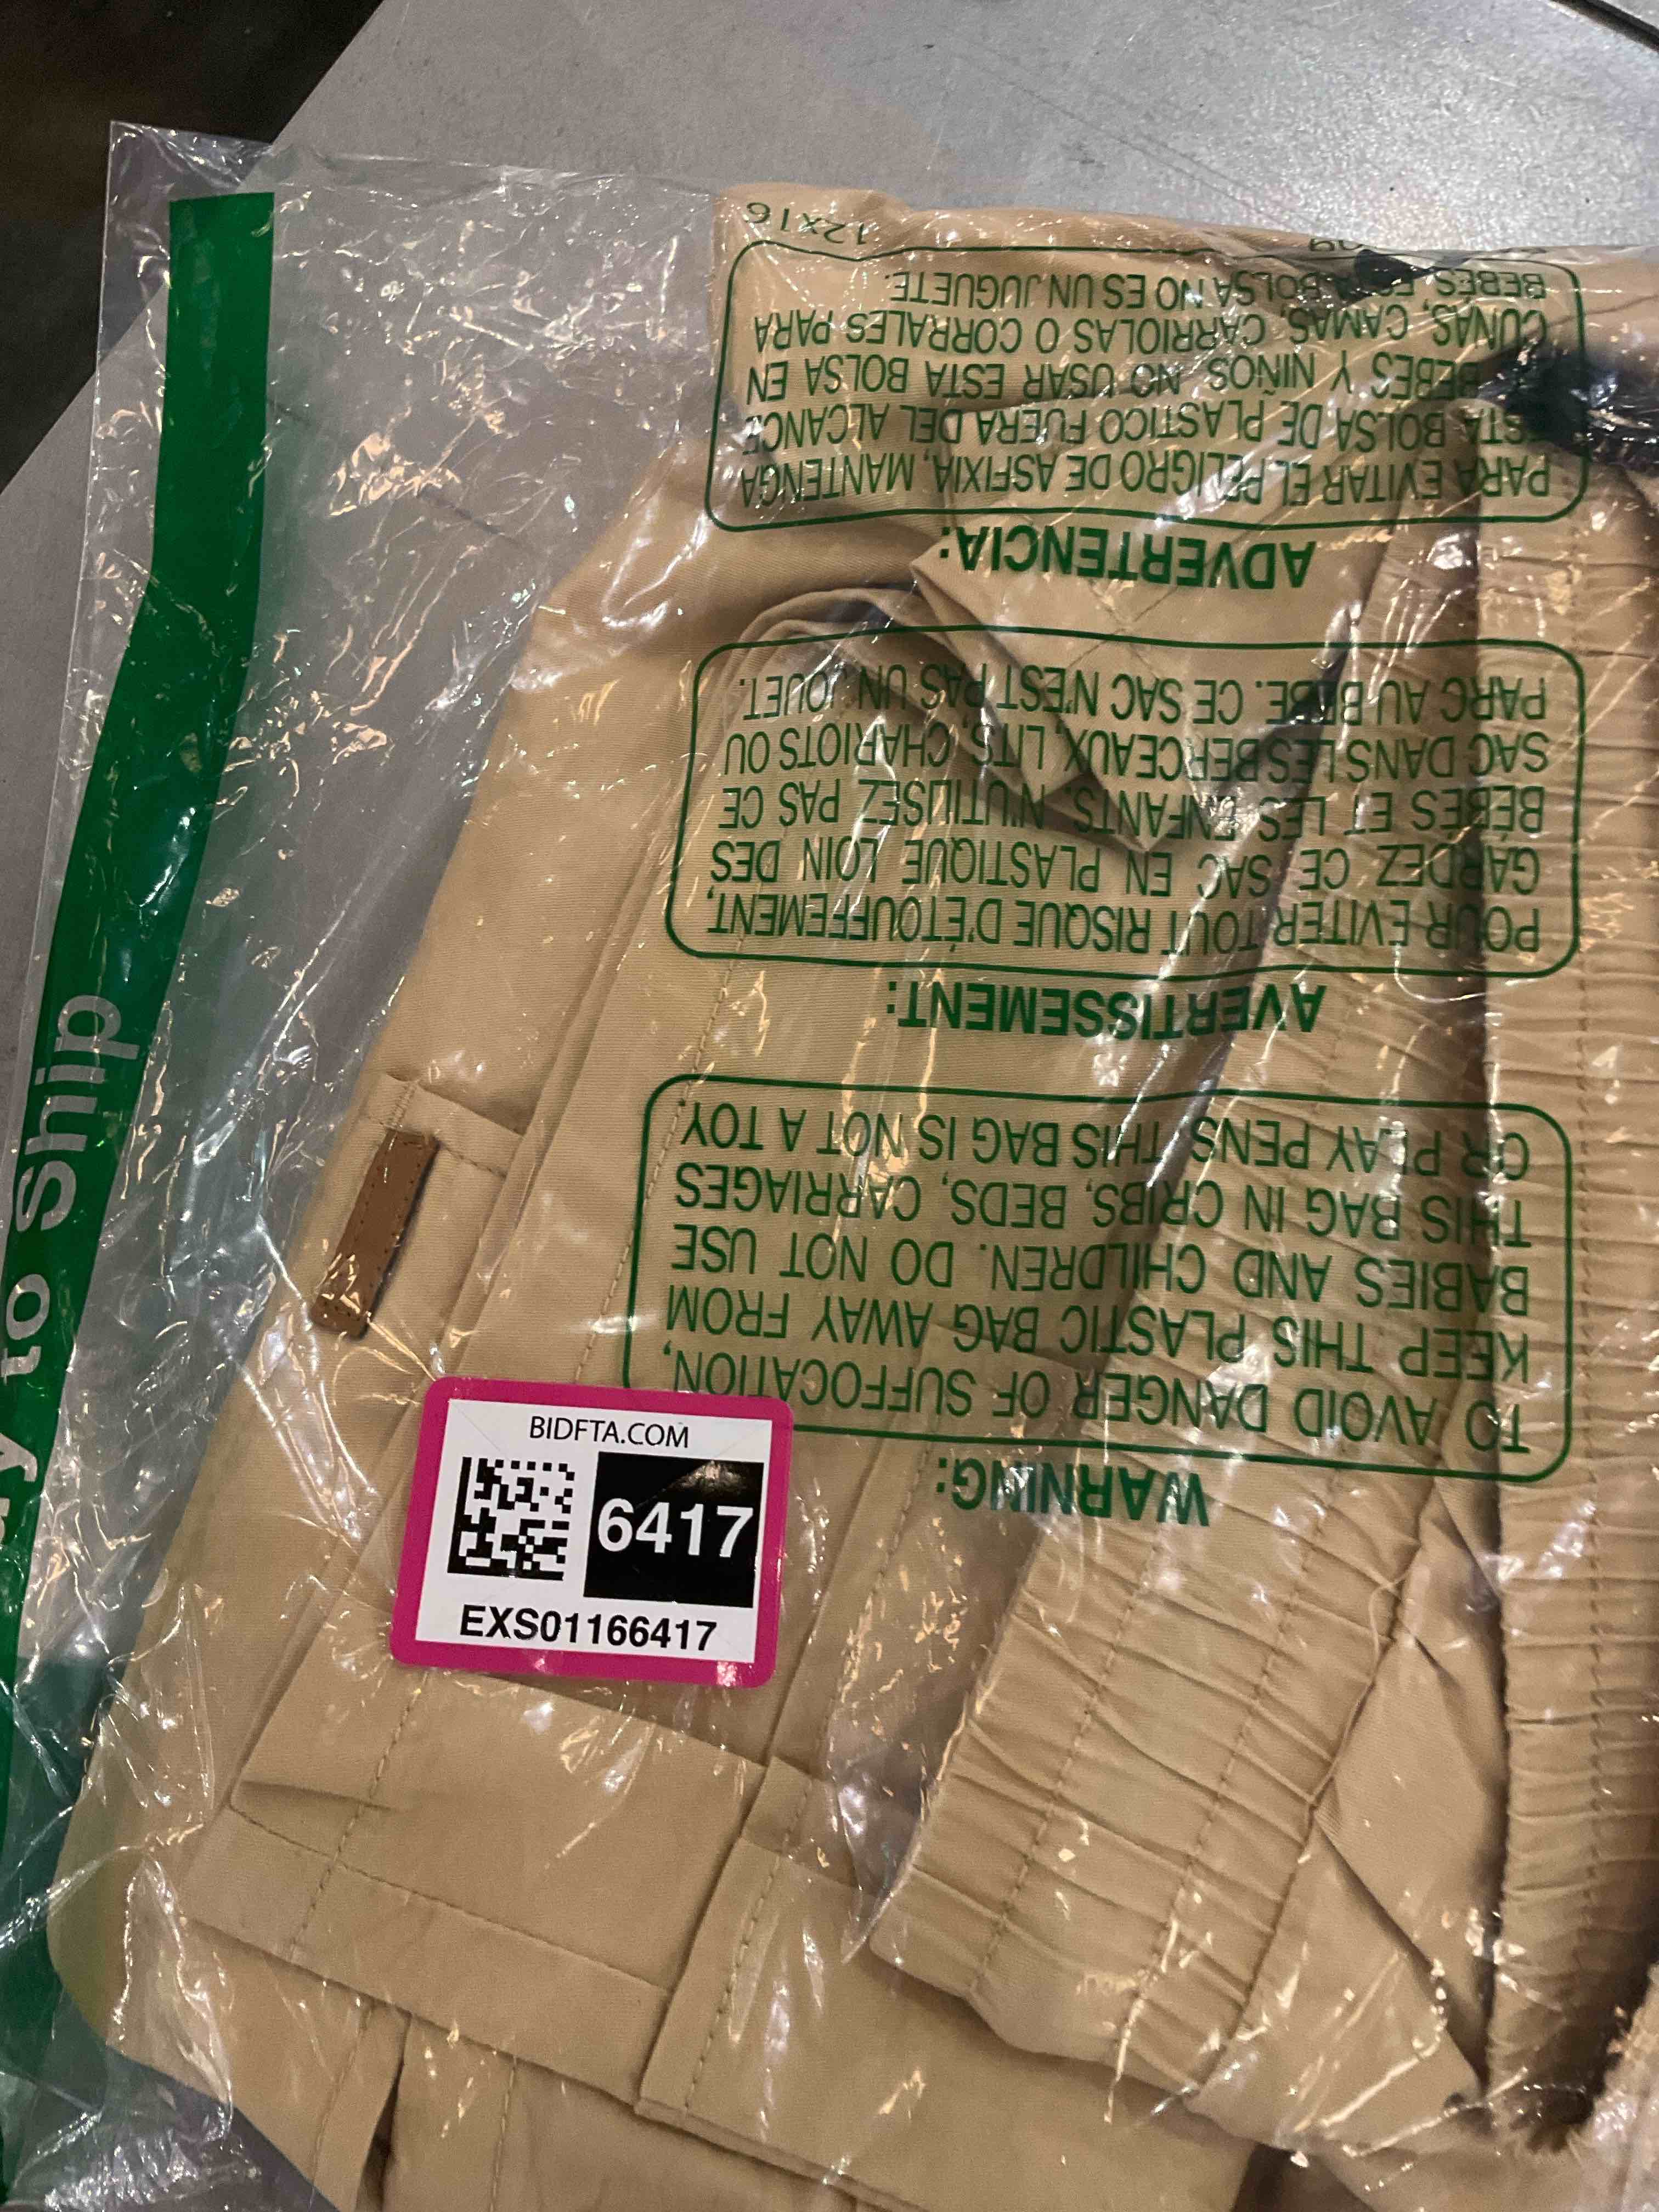 to Ship
BIDFTA.COM
6417
EXS01166417
WARNING:
TO AVOID DANGER OF SUFFOCATION,
KEEP THIS PLASTIC BAG AWAY FROM
BABIES AND CHILDREN. DO NOT USE
THIS BAG IN CRIBS, BEDS, CARRIAGES
OR PLAY PENS. THIS BAG IS NOT A TOY
AVERTISSEMENT:
POUR ÉVITER TOUT RISQUE D'ÉTOUFFEMENT,
GARDEZ CE SAC EN PLASTIQUE LOIN DES
BÉBÉS ET LES ENFANTS. N'UTILISEZ PAS CE
SAC DANS LES BERCEAUX, LITS, CHARIOTS OU
PARC AU BÉBÉ. CE SAC N'EST PAS UN JOUET.
ADVERTENCIA:
PARA EVITAR EL PELIGRO DE ASFIXIA, MANTENGA
ESTA BOLSA DE PLASTICO FUERA DEL ALCANCE
BEBÉS Y NIÑOS. NO USAR ESTA BOLSA EN
CUNAS, CAMAS, CARRIOLAS O CORRALES PARA
BEBÉS, ESTA BOLSA NO ES UN JUGUETE.
12X16